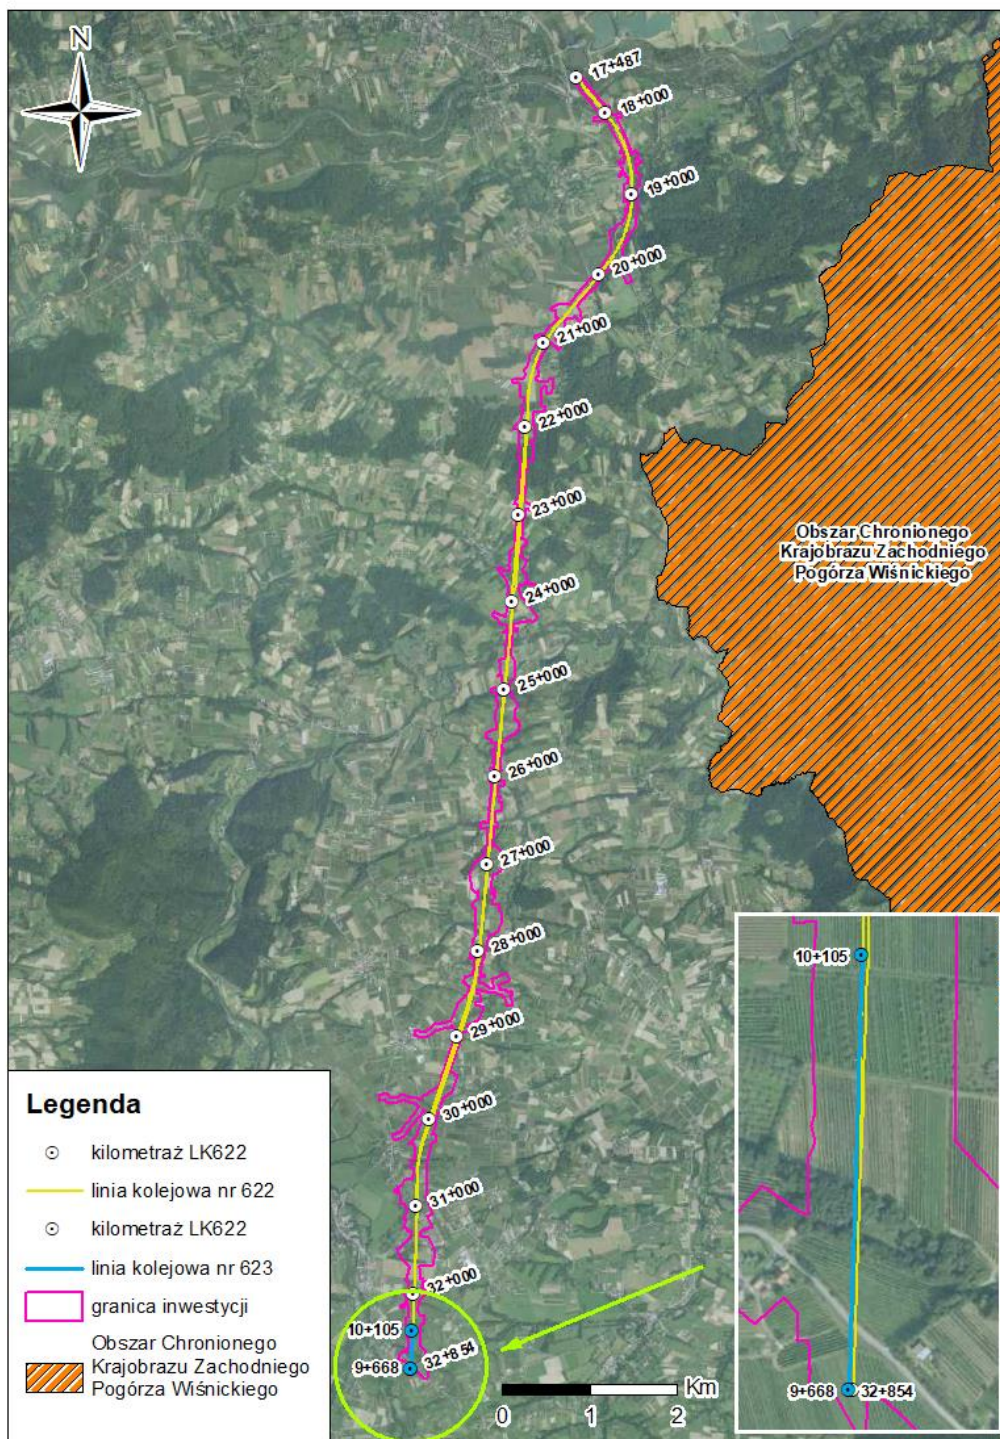 N
17+487
18+000
19+000
20+000
21+000
22+000
23+000
24+000
25+000
26+000
27+000
28+000
29+000
30+000
31+000
32+000
10+105
9+668 32+854
Obszar Chronionego
Krajobrazu Zachodniego
Pogórza Wiśnickiego
10+105
9+668 32+854
Legenda
kilometraż LK622
linia kolejowa nr 622
kilometraż LK622
linia kolejowa nr 623
granica inwestycji
Obszar Chronionego
Krajobrazu Zachodniego
Pogórza Wiśnickiego
Km
0 1 2